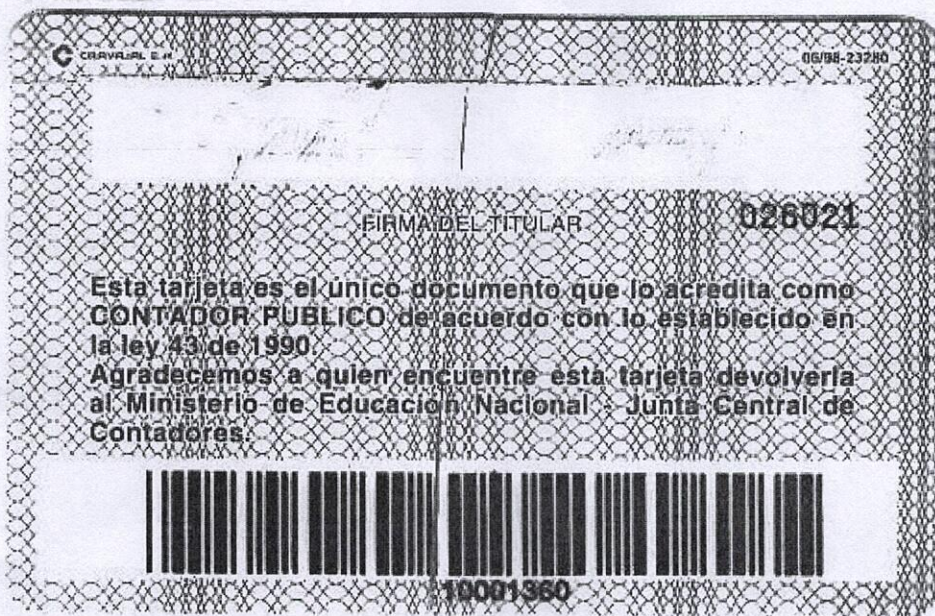 CARVAJAL S.A.
06/98-23280
FIRMA DEL TITULAR
026021
Esta tarjeta es el único documento que lo acredita como
CONTADOR PUBLICO de acuerdo con lo establecido en
la ley 43 de 1990.
Agradecemos a quien encuentre esta tarjeta devolverla
al Ministerio de Educación Nacional - Junta Central de
Contadores.
10001360